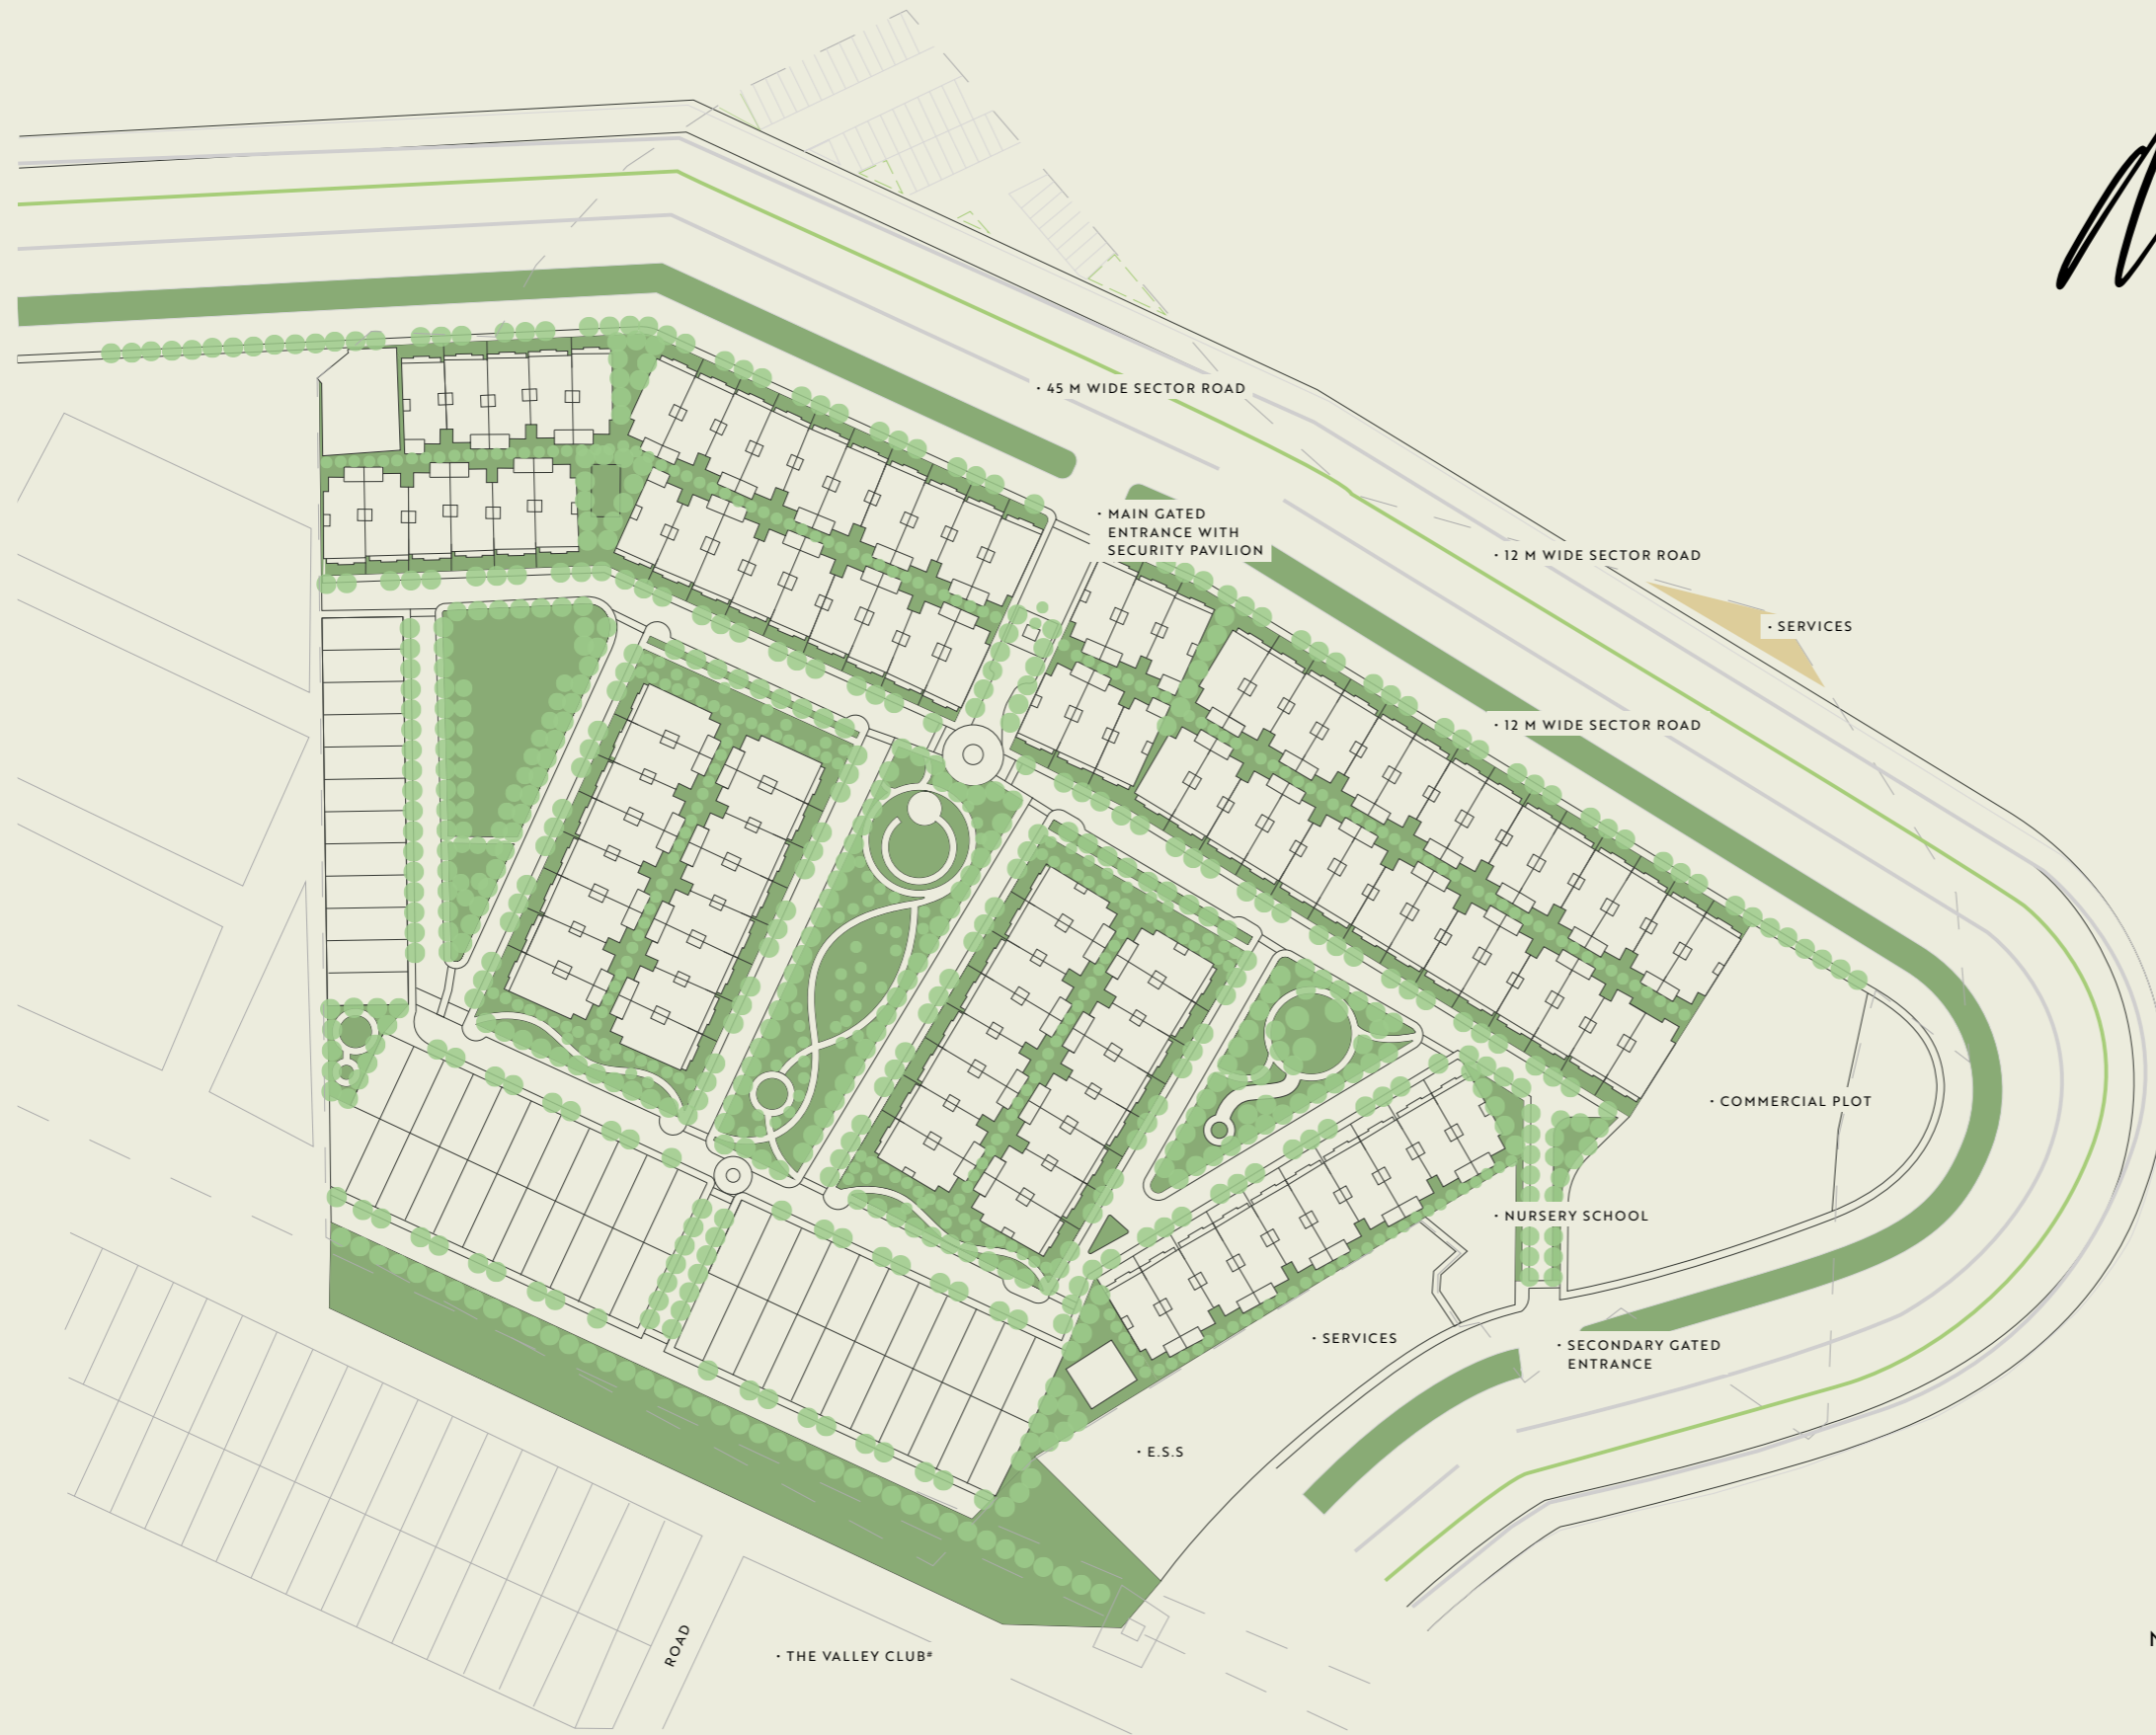 • 45 M WIDE SECTOR ROAD
• MAIN GATED
ENTRANCE WITH
SECURITY PAVILION
• 12 M WIDE SECTOR ROAD
• SERVICES
• 12 M WIDE SECTOR ROAD
• COMMERCIAL PLOT
• NURSERY SCHOOL
• SERVICES
• SECONDARY GATED
ENTRANCE
• E.S.S
ROAD
• THE VALLEY CLUB#